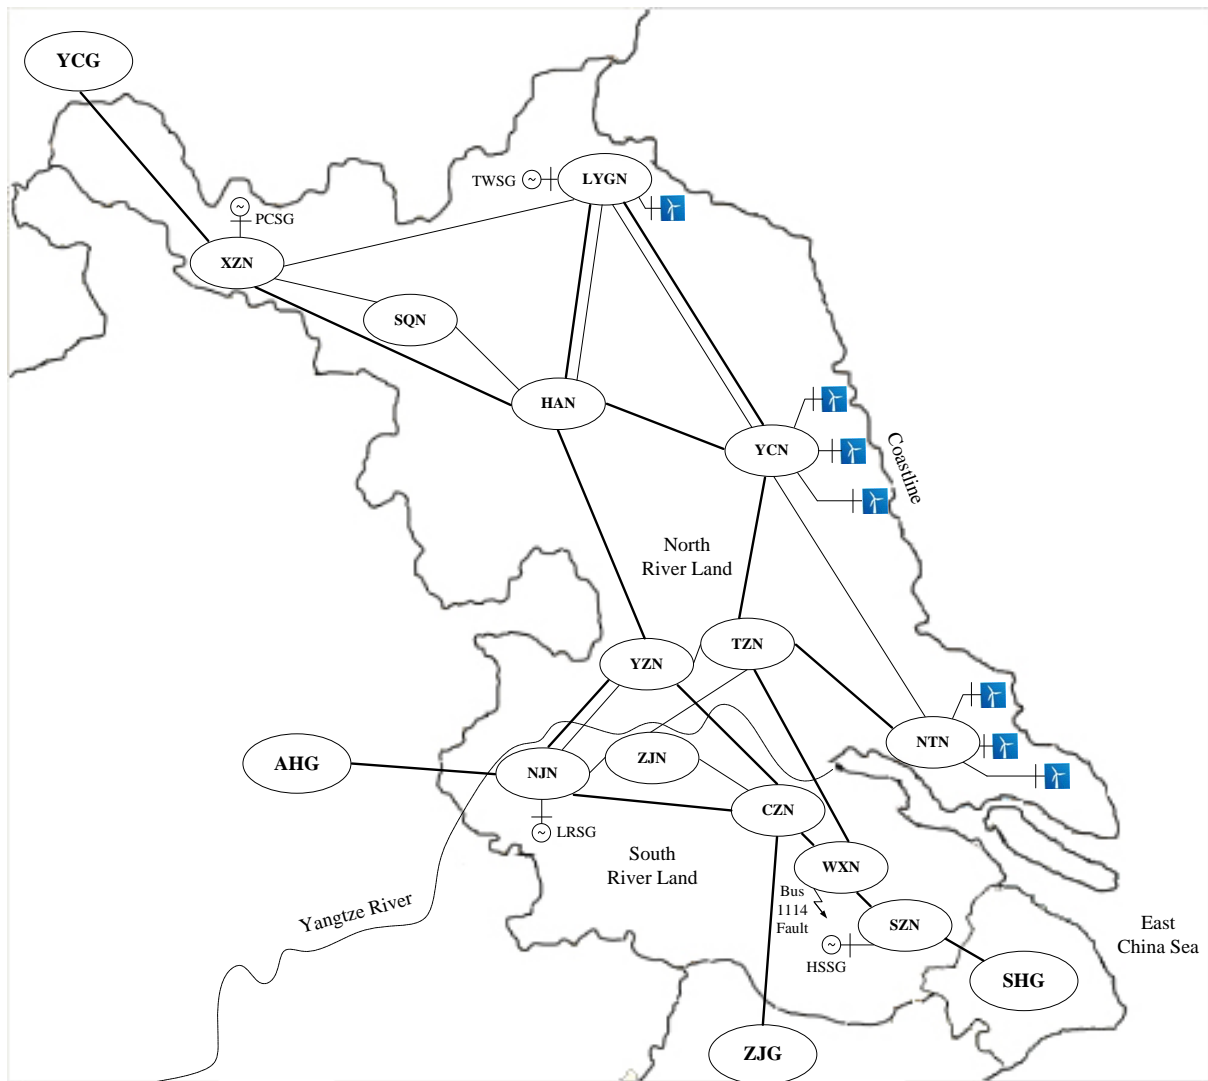 YCG
TWSG
~
LYGN
~
PCSG
XZN
SQN
HAN
YCN
Coastline
North
River Land
TZN
YZN
NTN
AHG
NJN
ZJN
CZN
~
LRSG
South
River Land
WXN
Bus
1114
Fault
Yangtze River
SZN
~
HSSG
East
China Sea
SHG
ZJG